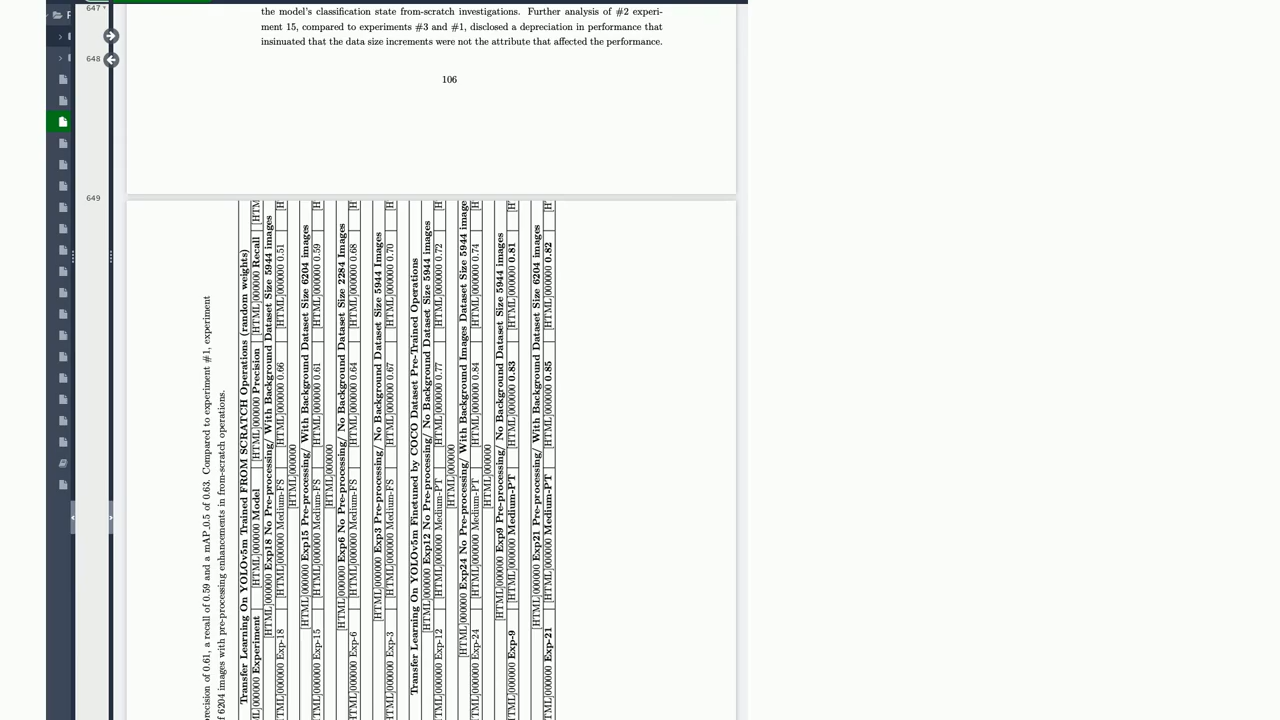 647
the model's classification state from-scratch investigations. Further analysis of #2 experi-
ment 15, compared to experiments #3 and #1, disclosed a depreciation in performance that
insinuated that the data size increments were not the attribute that affected the performance.
648
106
649
recision of 0.61, a recall of 0.59 and a mAP_0.5 of 0.63. Compared to experiment #1, experiment
f 6204 images with pre-processing enhancements in from-scratch operations.
Transfer Learning On YOLOv5m Trained FROM SCRATCH Operations (random weights)
ML]000000 Experiment [HTML]000000 Model [HTML]000000 Precision [HTML]000000 Recall [HTM
[HTML]000000 Exp18 No Pre-processing/ With Background Dataset Size 5944 images
[HTML]000000 Exp-18 [HTML]000000 Medium-FS [HTML]000000 0.66 [HTML]000000 0.51 [H
[HTML]000000
[HTML]000000 Exp15 Pre-processing/ With Background Dataset Size 6204 images
[HTML]000000 Exp-15 [HTML]000000 Medium-FS [HTML]000000 0.61 [HTML]000000 0.59 [H
[HTML]000000
[HTML]000000 Exp6 No Pre-processing/ No Background Dataset Size 2284 Images
[HTML]000000 Exp-6 [HTML]000000 Medium-FS [HTML]000000 0.64 [HTML]000000 0.68 [H
[HTML]000000 Exp3 Pre-processing/ No Background Dataset Size 5944 Images
[HTML]000000 Exp-3 [HTML]000000 Medium-FS [HTML]000000 0.67 [HTML]000000 0.70 [H
Transfer Learning On YOLOv5m Finetuned by COCO Dataset Pre-Trained Operations
[HTML]000000 Exp12 No Pre-processing/ No Background Dataset Size 5944 images
[HTML]000000 Exp-12 [HTML]000000 Medium-PT [HTML]000000 0.77 [HTML]000000 0.72 [H
[HTML]000000
[HTML]000000 Exp24 No Pre-processing/ With Background Images Dataset Size 5944 image
[HTML]000000 Exp-24 [HTML]000000 Medium-PT [HTML]000000 0.84 [HTML]000000 0.74 [H
[HTML]000000
[HTML]000000 Exp9 Pre-processing/ No Background Dataset Size 5944 images
[HTML]000000 Exp-9 [HTML]000000 Medium-PT [HTML]000000 0.83 [HTML]000000 0.81 [H
[HTML]000000 Exp21 Pre-processing/ With Background Dataset Size 6204 images
[HTML]000000 Exp-21 [HTML]000000 Medium-PT [HTML]000000 0.85 [HTML]000000 0.82 [H